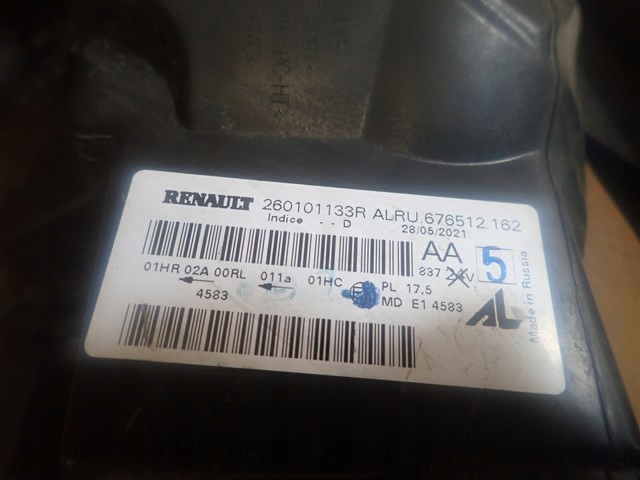 RENAULT 260101133R ALRU.676512.162
Indice - - D 28/05/2021
AA 5
837
01HR 02A 00RL 011a 01HC PL 17.5
4583 MD E1 4583
AL
Made in Russia